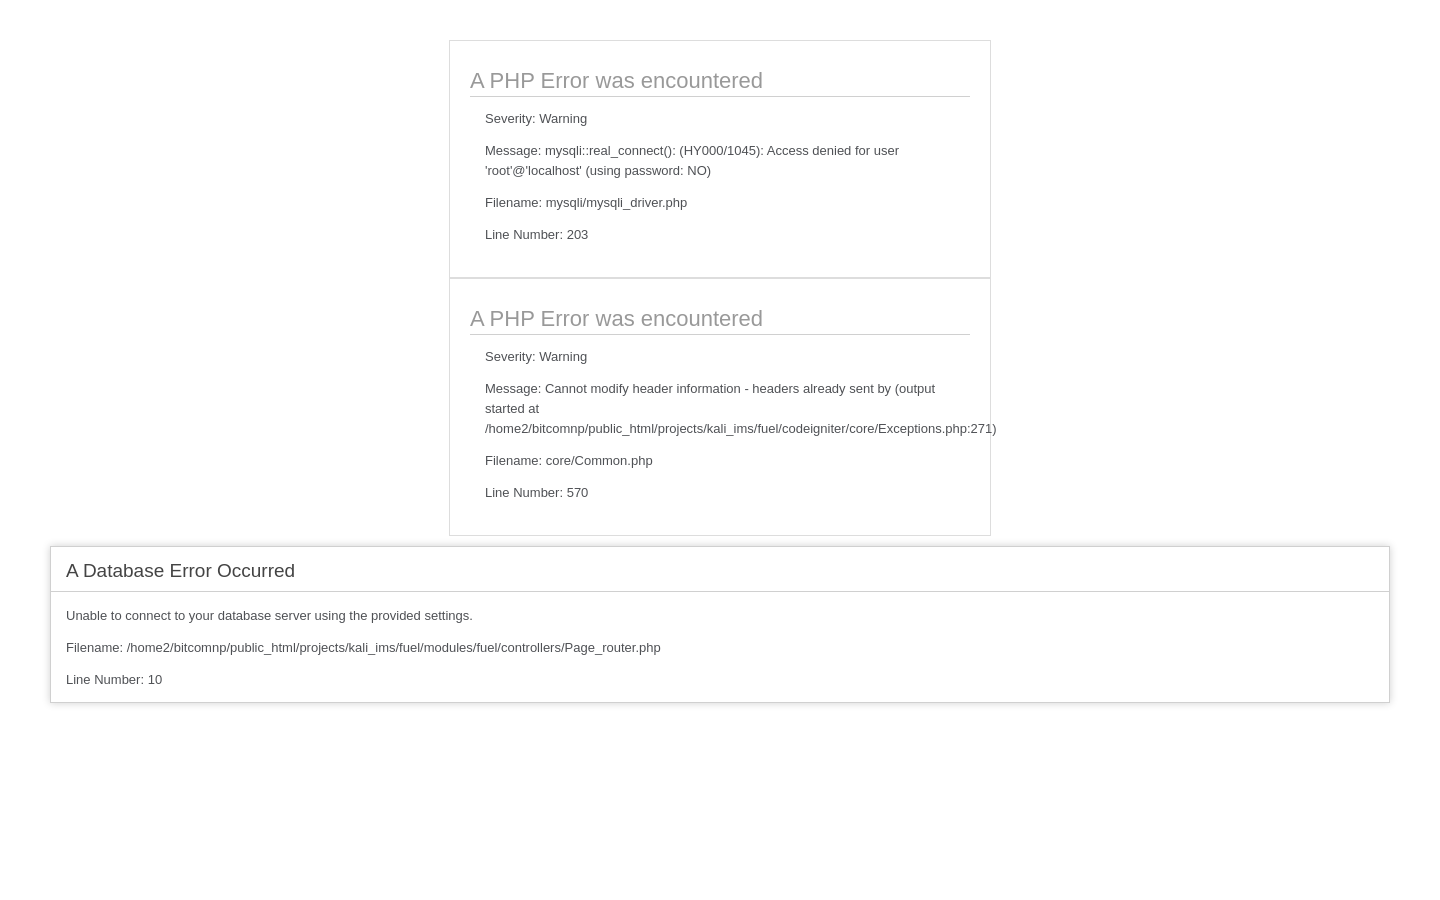 A PHP Error was encountered
Severity: Warning
Message: mysqli::real_connect(): (HY000/1045): Access denied for user
'root'@'localhost' (using password: NO)
Filename: mysqli/mysqli_driver.php
Line Number: 203
A PHP Error was encountered
Severity: Warning
Message: Cannot modify header information - headers already sent by (output
started at
/home2/bitcomnp/public_html/projects/kali_ims/fuel/codeigniter/core/Exceptions.php:271)
Filename: core/Common.php
Line Number: 570
A Database Error Occurred
Unable to connect to your database server using the provided settings.
Filename: /home2/bitcomnp/public_html/projects/kali_ims/fuel/modules/fuel/controllers/Page_router.php
Line Number: 10